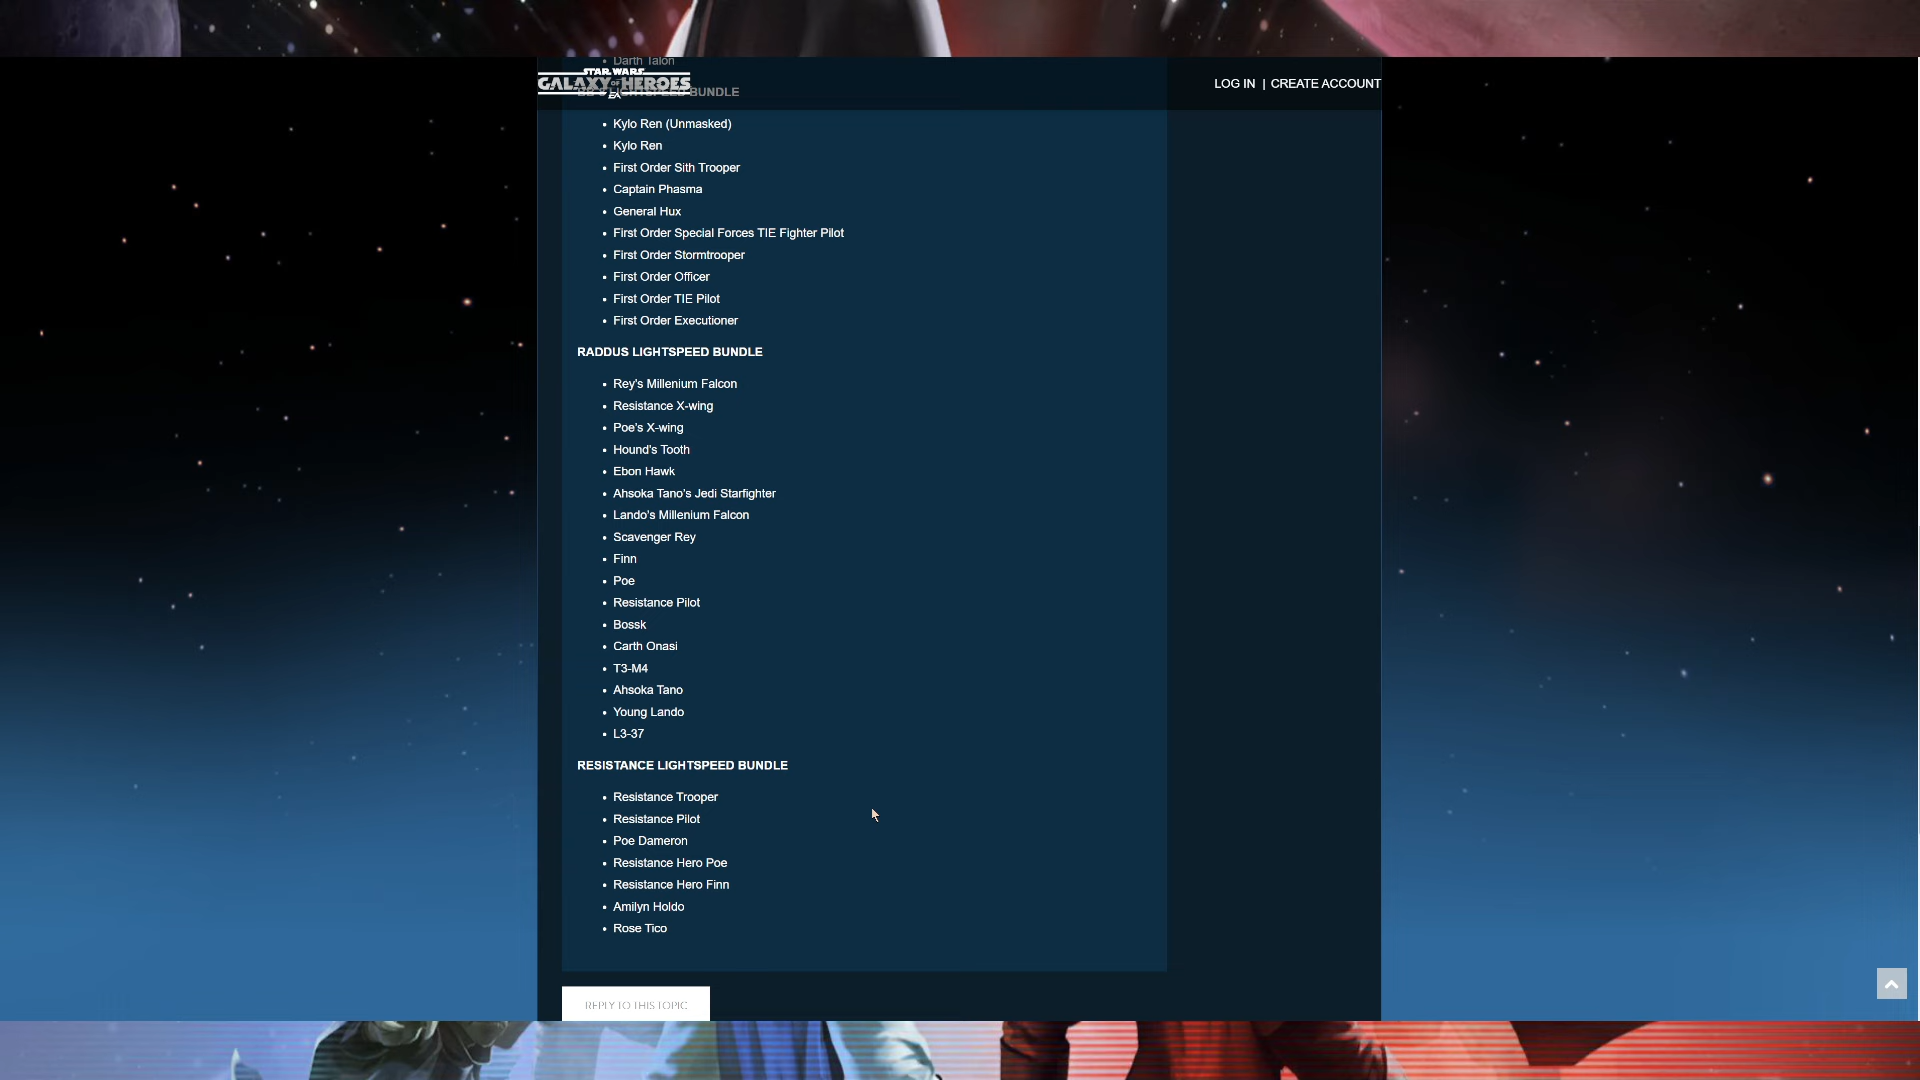 Darth Talon
STAR WARS
GALAXY OF HEROES
EA
LIGHTSPEED BUNDLE
LOG IN | CREATE ACCOUNT
• Kylo Ren (Unmasked)
• Kylo Ren
• First Order Sith Trooper
• Captain Phasma
• General Hux
• First Order Special Forces TIE Fighter Pilot
• First Order Stormtrooper
• First Order Officer
• First Order TIE Pilot
• First Order Executioner
RADDUS LIGHTSPEED BUNDLE
• Rey's Millenium Falcon
• Resistance X-wing
• Poe's X-wing
• Hound's Tooth
• Ebon Hawk
• Ahsoka Tano's Jedi Starfighter
• Lando's Millenium Falcon
• Scavenger Rey
• Finn
• Poe
• Resistance Pilot
• Bossk
• Carth Onasi
• T3-M4
• Ahsoka Tano
• Young Lando
• L3-37
RESISTANCE LIGHTSPEED BUNDLE
• Resistance Trooper
• Resistance Pilot
• Poe Dameron
• Resistance Hero Poe
• Resistance Hero Finn
• Amilyn Holdo
• Rose Tico
REPLY TO THIS TOPIC